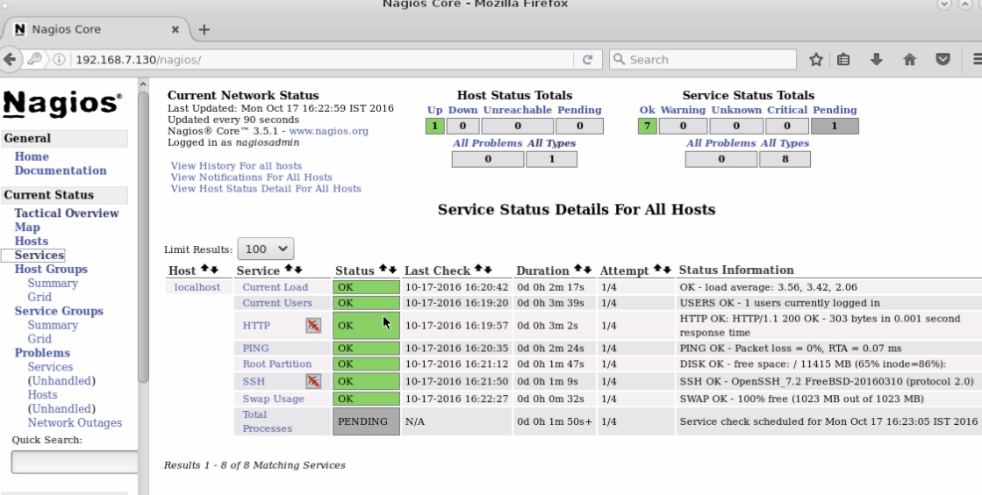 Nagios Core - Mozilla Firefox
N Nagios Core
192.168.7.130/nagios/
Search
Nagios®
General
Home
Documentation
Current Status
Tactical Overview
Map
Hosts
Services
Host Groups
Summary
Grid
Service Groups
Summary
Grid
Problems
Services
(Unhandled)
Hosts
(Unhandled)
Network Outages
Quick Search:
Current Network Status
Last Updated: Mon Oct 17 16:22:59 IST 2016
Updated every 90 seconds
Nagios® Core™ 3.5.1 - www.nagios.org
Logged in as nagiosadmin
View History For all hosts
View Notifications For All Hosts
View Host Status Detail For All Hosts
Host Status Totals
Up Down Unreachable Pending
1 0 0 0
All Problems All Types
0 1
Service Status Totals
Ok Warning Unknown Critical Pending
7 0 0 0 1
All Problems All Types
0 8
Service Status Details For All Hosts
Limit Results: 100
Host Service Status Last Check Duration Attempt Status Information
localhost Current Load OK 10-17-2016 16:20:42 0d 0h 2m 17s 1/4 OK - load average: 3.56, 3.42, 2.06
Current Users OK 10-17-2016 16:19:20 0d 0h 3m 39s 1/4 USERS OK - 1 users currently logged in
HTTP OK 10-17-2016 16:19:57 0d 0h 3m 2s 1/4 HTTP OK: HTTP/1.1 200 OK - 303 bytes in 0.001 second
response time
PING OK 10-17-2016 16:20:35 0d 0h 2m 24s 1/4 PING OK - Packet loss = 0%, RTA = 0.07 ms
Root Partition OK 10-17-2016 16:21:12 0d 0h 1m 47s 1/4 DISK OK - free space: / 11415 MB (65% inode=86%):
SSH OK 10-17-2016 16:21:50 0d 0h 1m 9s 1/4 SSH OK - OpenSSH_7.2 FreeBSD-20160310 (protocol 2.0)
Swap Usage OK 10-17-2016 16:22:27 0d 0h 0m 32s 1/4 SWAP OK - 100% free (1023 MB out of 1023 MB)
Total
Processes PENDING N/A 0d 0h 1m 50s+ 1/4 Service check scheduled for Mon Oct 17 16:23:05 IST 2016
Results 1 - 8 of 8 Matching Services